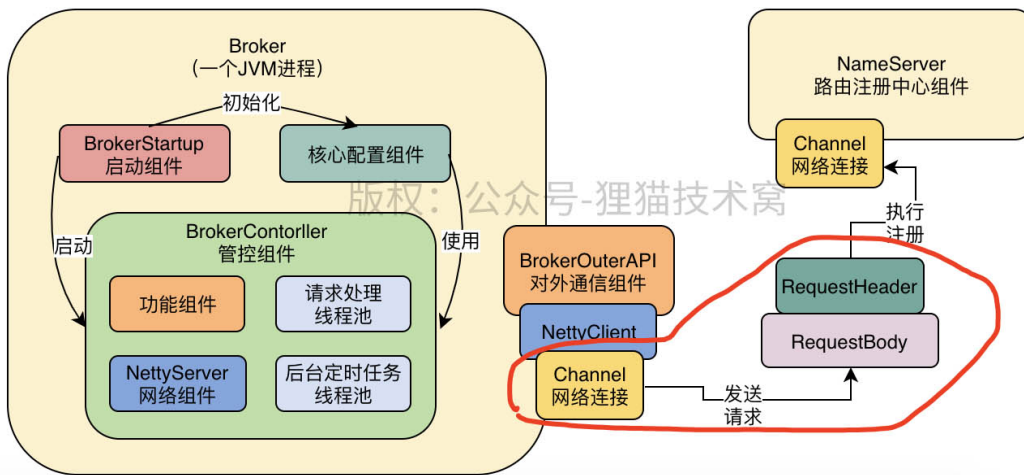 Broker
（一个JVM进程）
初始化
BrokerStartup
启动组件
核心配置组件
启动
使用
BrokerContorller
管控组件
功能组件
请求处理
线程池
NettyServer
网络组件
后台定时任务
线程池
版权：公众号-狸猫技术窝
BrokerOuterAPI
对外通信组件
NettyClient
Channel
网络连接
发送
请求
NameServer
路由注册中心组件
Channel
网络连接
执行
注册
RequestHeader
RequestBody